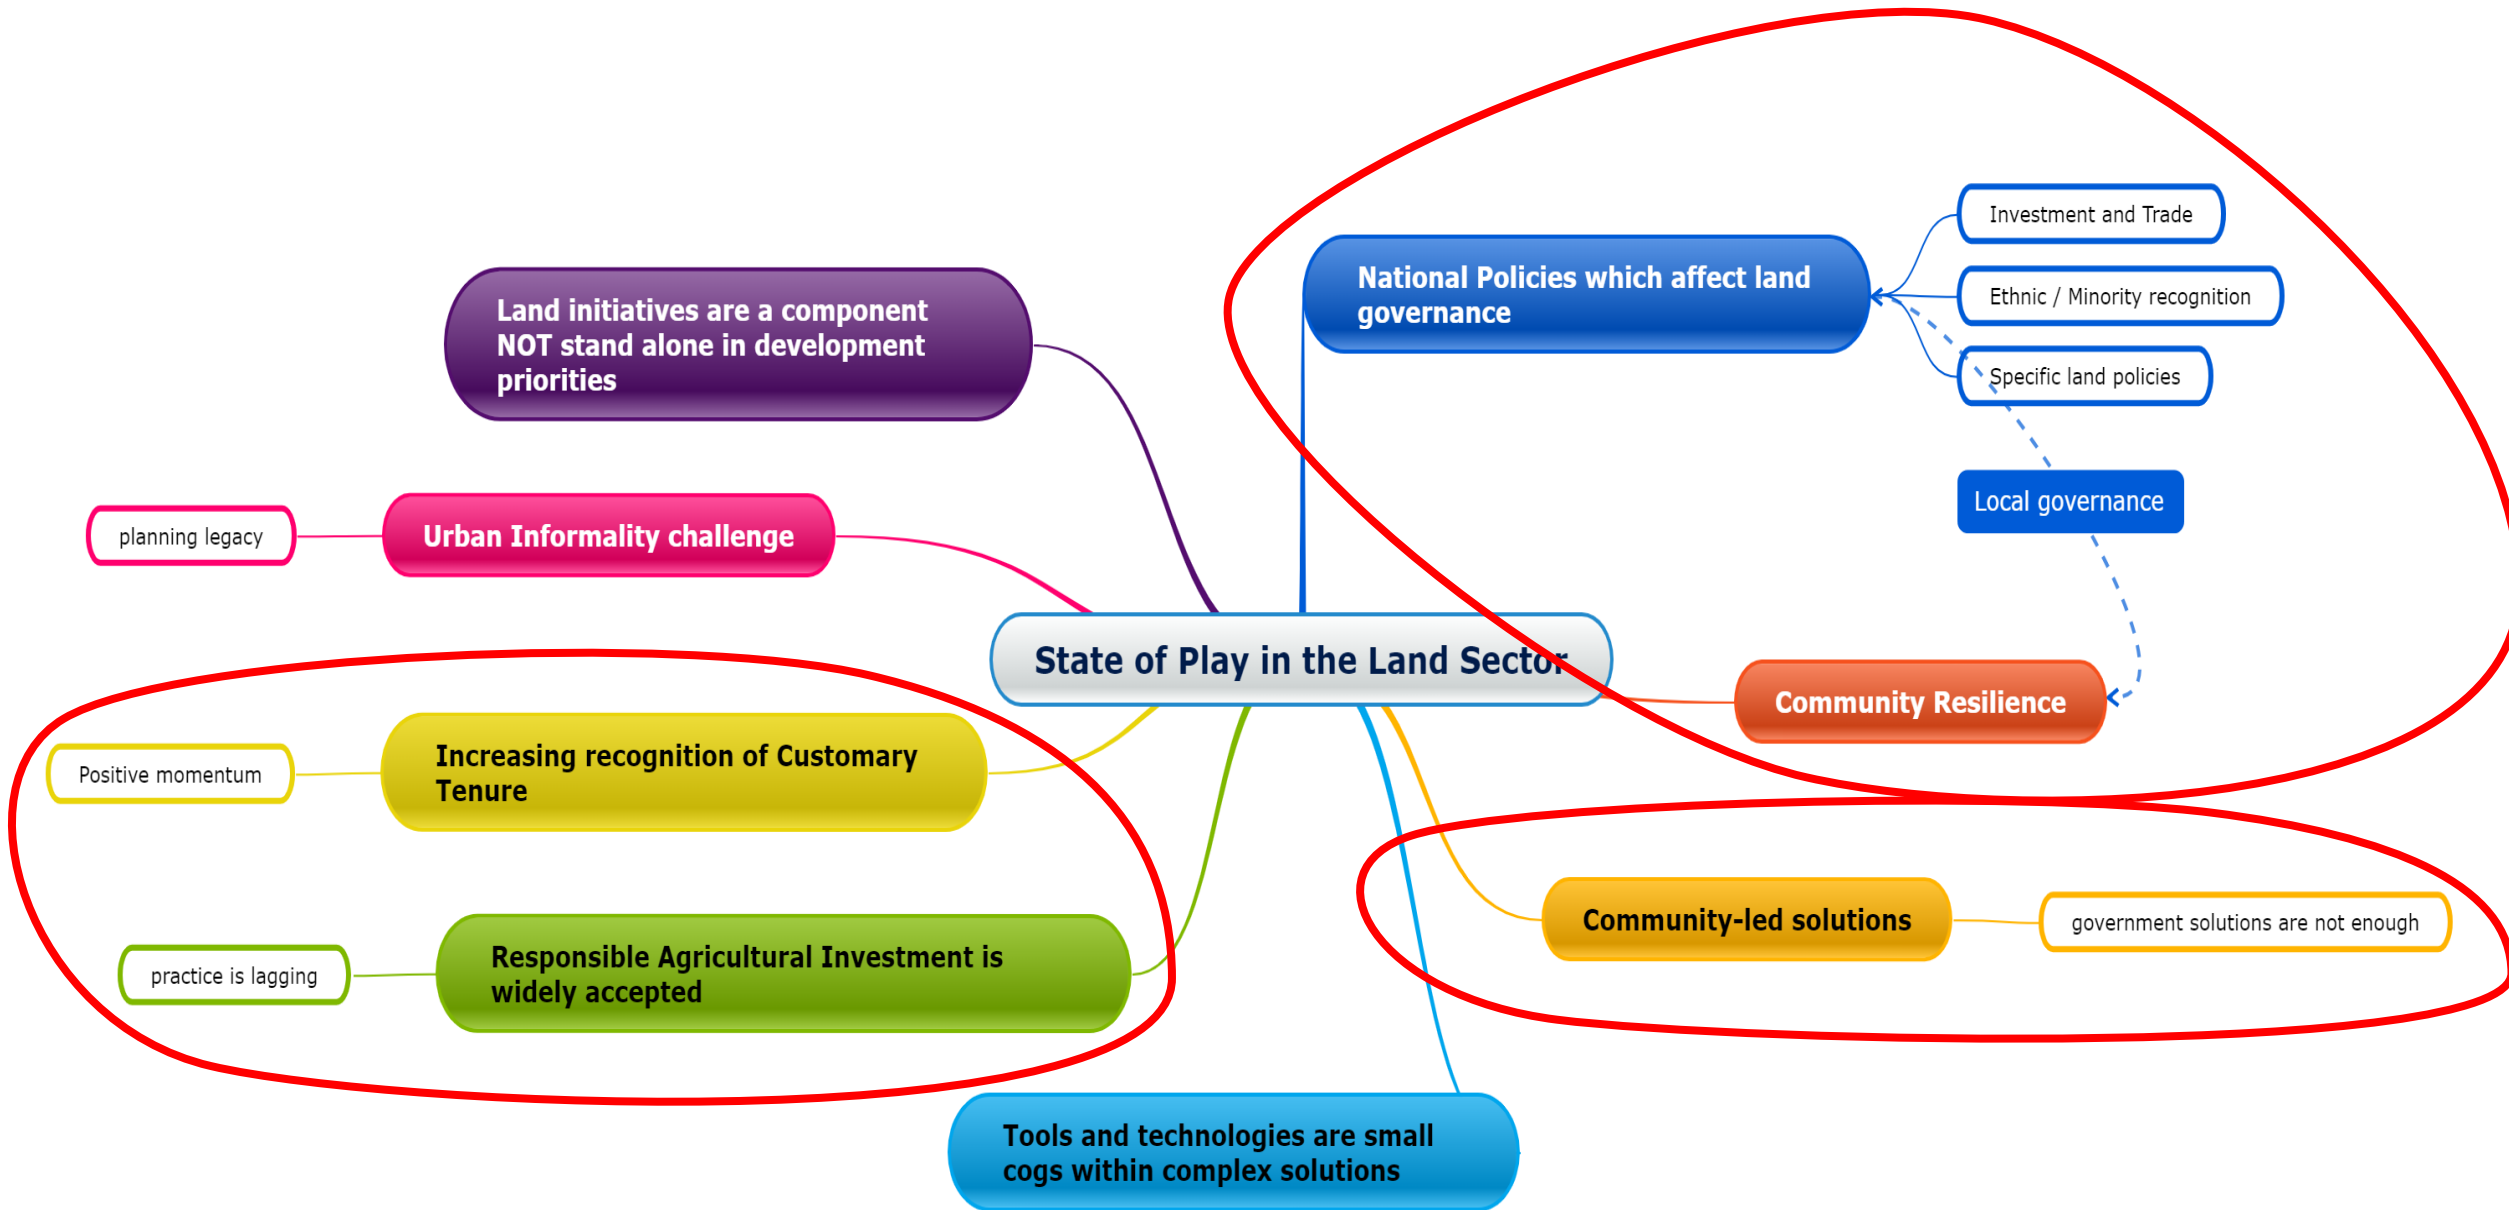 Land initiatives are a component
NOT stand alone in development
priorities
National Policies which affect land
governance
Investment and Trade
Ethnic / Minority recognition
Specific land policies
Local governance
planning legacy
Urban Informality challenge
State of Play in the Land Sector
Community Resilience
Positive momentum
Increasing recognition of Customary
Tenure
Community-led solutions
government solutions are not enough
practice is lagging
Responsible Agricultural Investment is
widely accepted
Tools and technologies are small
cogs within complex solutions